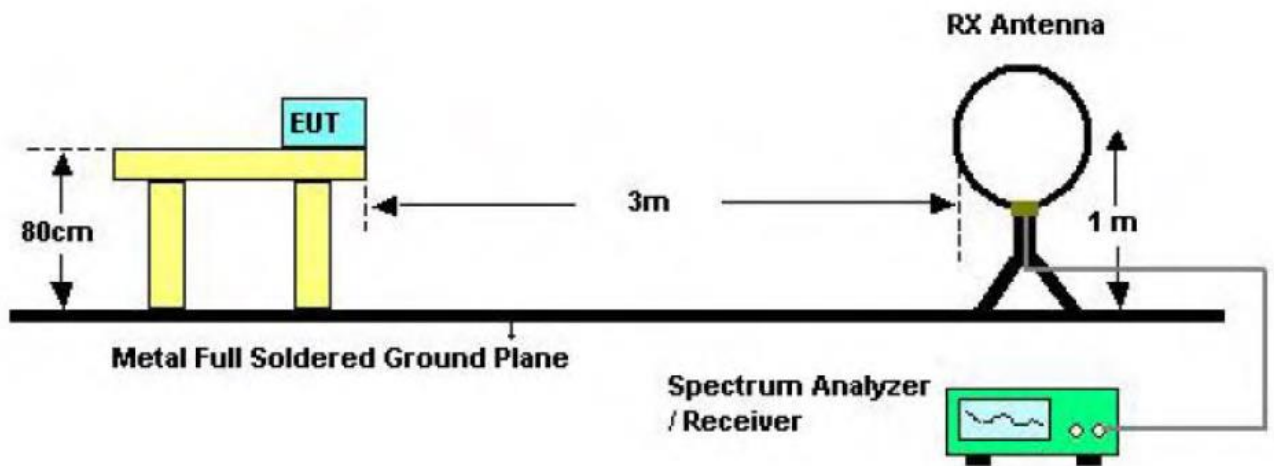 RX Antenna
EUT
80cm
3m
1 m
Metal Full Soldered Ground Plane
Spectrum Analyzer
/ Receiver